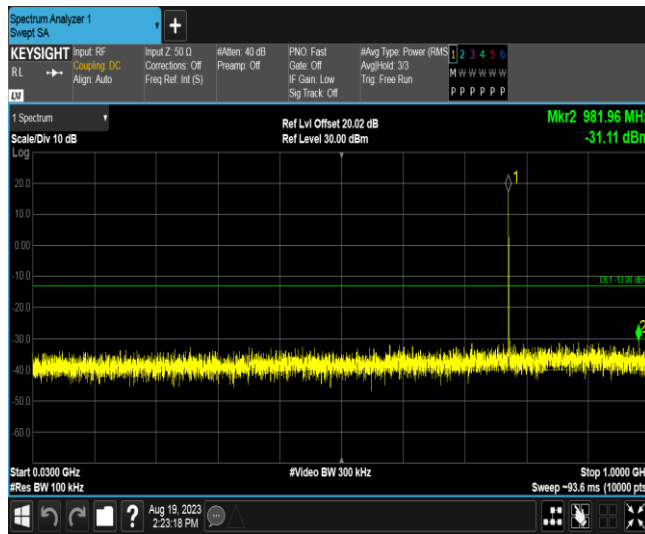 Spectrum Analyzer 1
Swept SA
+
KEYSIGHT Input: RF Input Z: 50 Ω #Atten: 40 dB PNO: Fast #Avg Type: Power (RMS 1 2 3 4 5 6
RL Coupling: DC Corrections: Off Preamp: Off Gate: Off Avg|Hold: 3/3 M W W W W W
Align: Auto Freq Ref: Int (S) IF Gain: Low Trig: Free Run
LXI Sig Track: Off P P P P P P
1 Spectrum Ref Lvl Offset 20.02 dB Mkr2 981.96 MH
Scale/Div 10 dB Ref Level 30.00 dBm -31.11 dBn
Log
1
20.0
10.0
0.00
-10.0
DL1 -13.00 dB
-20.0
2
-30.0
-40.0
-50.0
-60.0
Start 0.0300 GHz #Video BW 300 kHz Stop 1.0000 GH
#Res BW 100 kHz Sweep ~93.6 ms (10000 pts
? Aug 19, 2023
2:23:18 PM